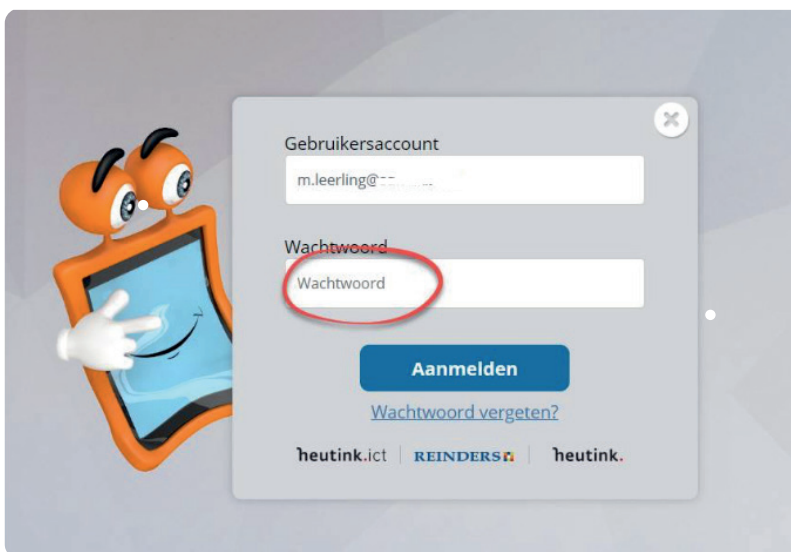 Gebruikersaccount
m.leerling@
Wachtwoord
Wachtwoord
Aanmelden
Wachtwoord vergeten?
heutink.ict REINDERS heutink.